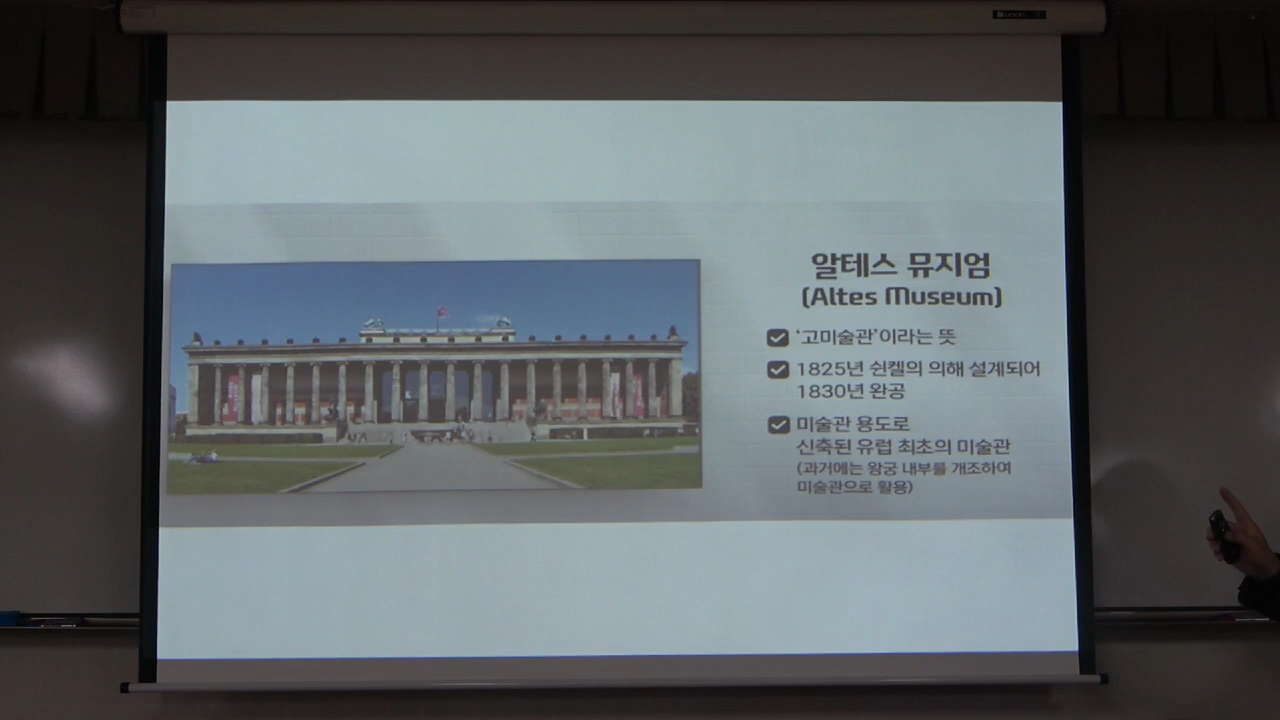 알테스 뮤지엄
(Altes Museum)
'고미술관'이라는 뜻
1825년 쉰켈의 의해 설계되어
1830년 완공
미술관 용도로
신축된 유럽 최초의 미술관
(과거에는 왕궁 내부를 개조하여
미술관으로 활용)